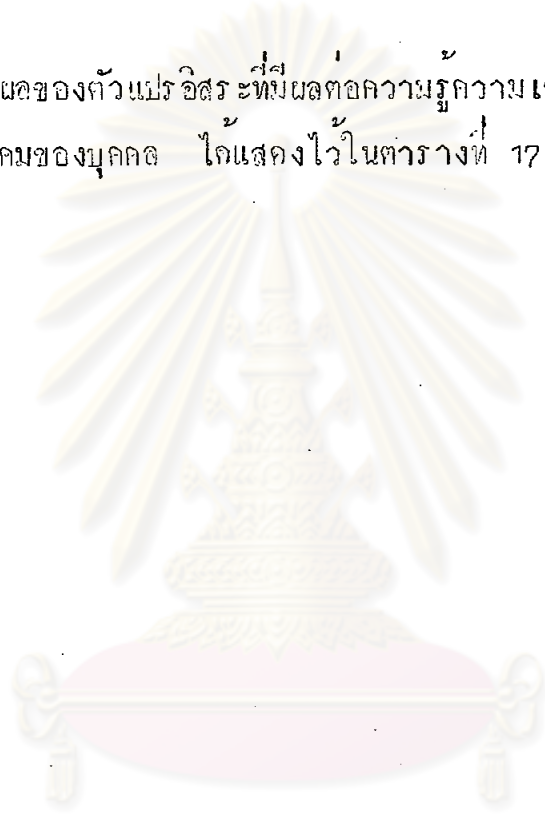 ผลของตัวแปรอิสระที่มีผลต่อความรู้ความเ
คมของบุคคล ได้แสดงไว้ในตารางที่ 17